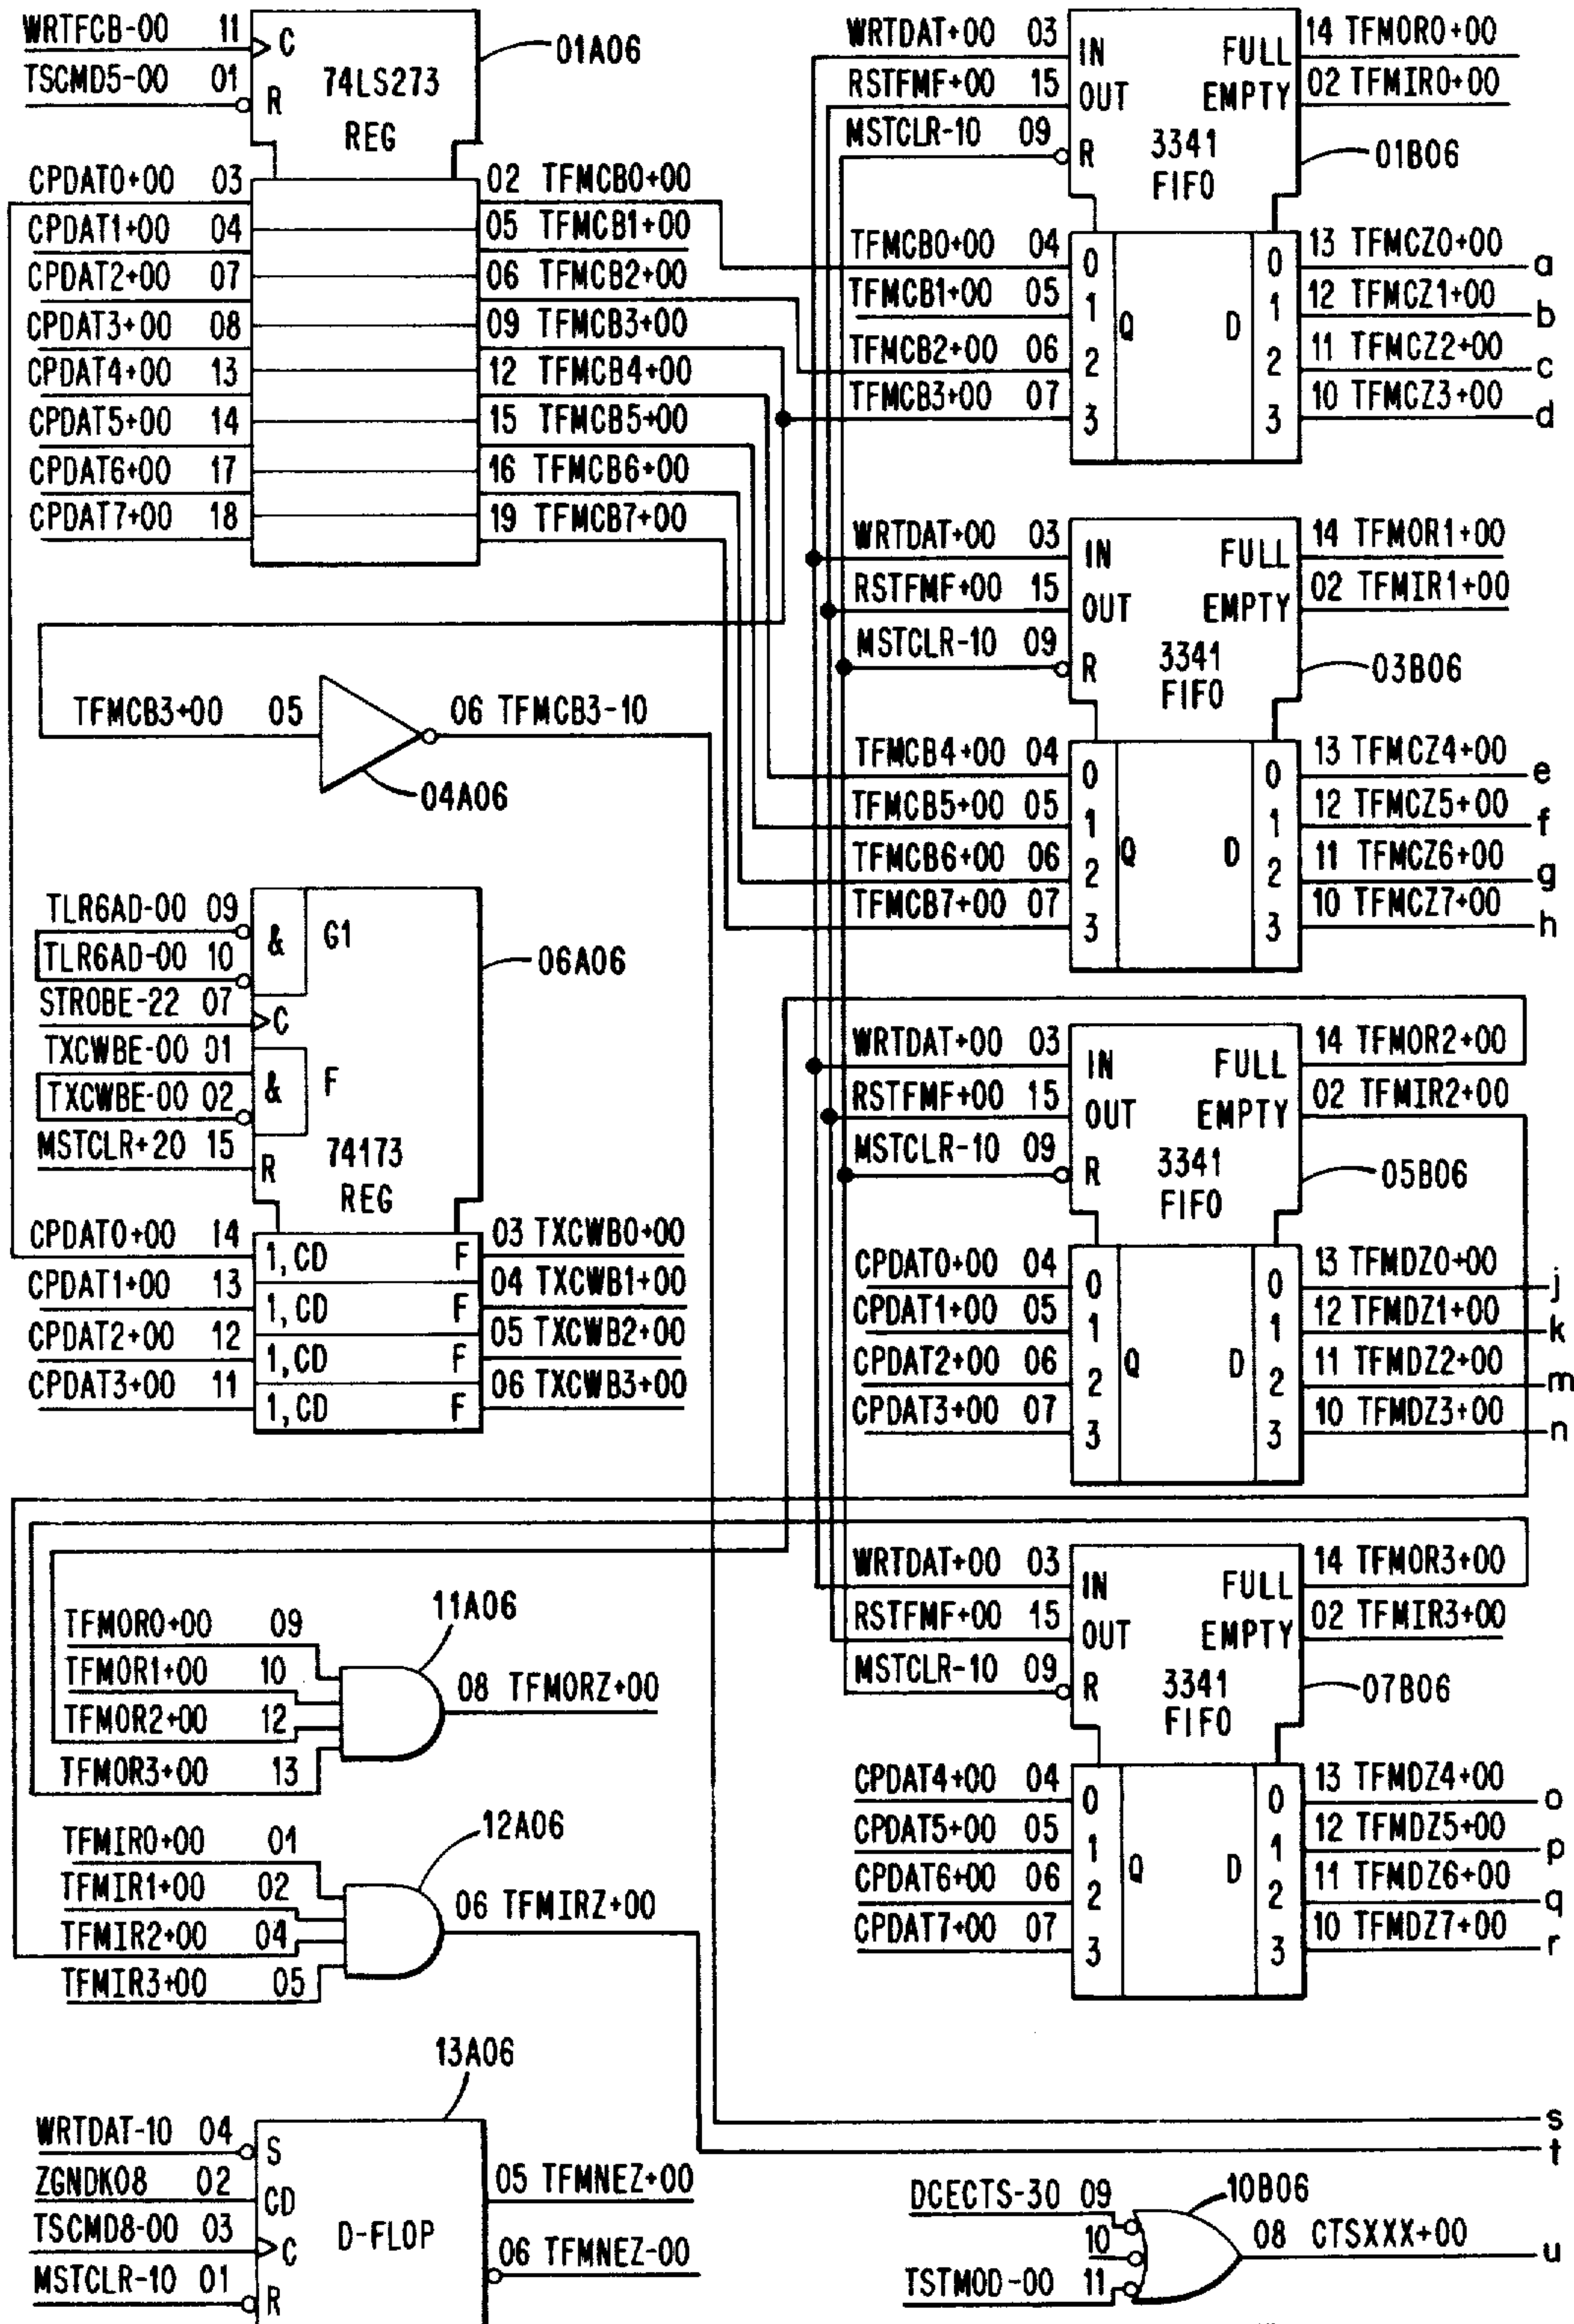 WRTFCB-00 11
C
TSCMD5-00 01
R
74LS273
REG
01A06
CPDAT0+00 03
02 TFMCB0+00
CPDAT1+00 04
05 TFMCB1+00
CPDAT2+00 07
06 TFMCB2+00
CPDAT3+00 08
09 TFMCB3+00
CPDAT4+00 13
12 TFMCB4+00
CPDAT5+00 14
15 TFMCB5+00
CPDAT6+00 17
16 TFMCB6+00
CPDAT7+00 18
19 TFMCB7+00
TFMCB3+00 05
06 TFMCB3-10
04A06
TLR6AD-00 09
& G1
TLR6AD-00 10
06A06
STROBE-22 07
C
TXCWBE-00 01
& F
TXCWBE-00 02
MSTCLR+20 15
R
74173
REG
CPDAT0+00 14
1,CD F
03 TXCWB0+00
CPDAT1+00 13
1,CD F
04 TXCWB1+00
CPDAT2+00 12
1,CD F
05 TXCWB2+00
CPDAT3+00 11
1,CD F
06 TXCWB3+00
TFMOR0+00 09
11A06
TFMOR1+00 10
08 TFMORZ+00
TFMOR2+00 12
TFMOR3+00 13
TFMIR0+00 01
12A06
TFMIR1+00 02
06 TFMIRZ+00
TFMIR2+00 04
TFMIR3+00 05
13A06
WRTDAT-10 04
S
ZGNDK08 02
CD
05 TFMNEZ+00
TSCMD8-00 03
C
D-FLOP
06 TFMNEZ-00
MSTCLR-10 01
R
WRTDAT+00 03
IN FULL
14 TFMOR0+00
RSTFMF+00 15
OUT EMPTY
02 TFMIR0+00
MSTCLR-10 09
R
3341
FIFO
01B06
TFMCB0+00 04
0 0
13 TFMCZ0+00 a
TFMCB1+00 05
1 Q D 1
12 TFMCZ1+00 b
TFMCB2+00 06
2 2
11 TFMCZ2+00 c
TFMCB3+00 07
3 3
10 TFMCZ3+00 d
WRTDAT+00 03
IN FULL
14 TFMOR1+00
RSTFMF+00 15
OUT EMPTY
02 TFMIR1+00
MSTCLR-10 09
R
3341
FIFO
03B06
TFMCB4+00 04
0 0
13 TFMCZ4+00 e
TFMCB5+00 05
1 Q D 1
12 TFMCZ5+00 f
TFMCB6+00 06
2 2
11 TFMCZ6+00 g
TFMCB7+00 07
3 3
10 TFMCZ7+00 h
WRTDAT+00 03
IN FULL
14 TFMOR2+00
RSTFMF+00 15
OUT EMPTY
02 TFMIR2+00
MSTCLR-10 09
R
3341
FIFO
05B06
CPDAT0+00 04
0 0
13 TFMDZ0+00 j
CPDAT1+00 05
1 Q D 1
12 TFMDZ1+00 k
CPDAT2+00 06
2 2
11 TFMDZ2+00 m
CPDAT3+00 07
3 3
10 TFMDZ3+00 n
WRTDAT+00 03
IN FULL
14 TFMOR3+00
RSTFMF+00 15
OUT EMPTY
02 TFMIR3+00
MSTCLR-10 09
R
3341
FIFO
07B06
CPDAT4+00 04
0 0
13 TFMDZ4+00 o
CPDAT5+00 05
1 Q D 1
12 TFMDZ5+00 p
CPDAT6+00 06
2 2
11 TFMDZ6+00 q
CPDAT7+00 07
3 3
10 TFMDZ7+00 r
s
t
DCECTS-30 09
10B06
10
08 CTSXXX+00 u
TSTMOD-00 11